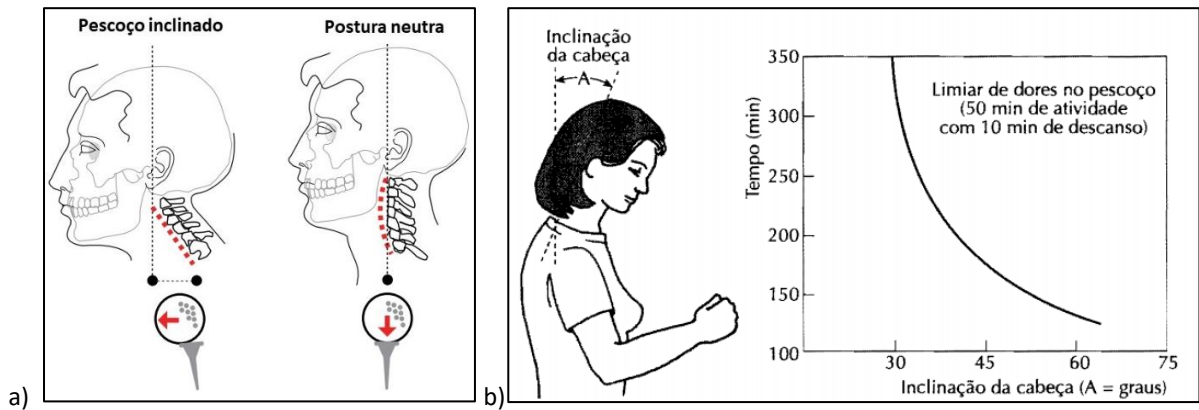 a)
Pescoço inclinado
Postura neutra
b)
Inclinação
da cabeça
A
Tempo (min)
350
300
250
200
150
100
Limiar de dores no pescoço
(50 min de atividade
com 10 min de descanso)
30
45
60
75
Inclinação da cabeça (A = graus)